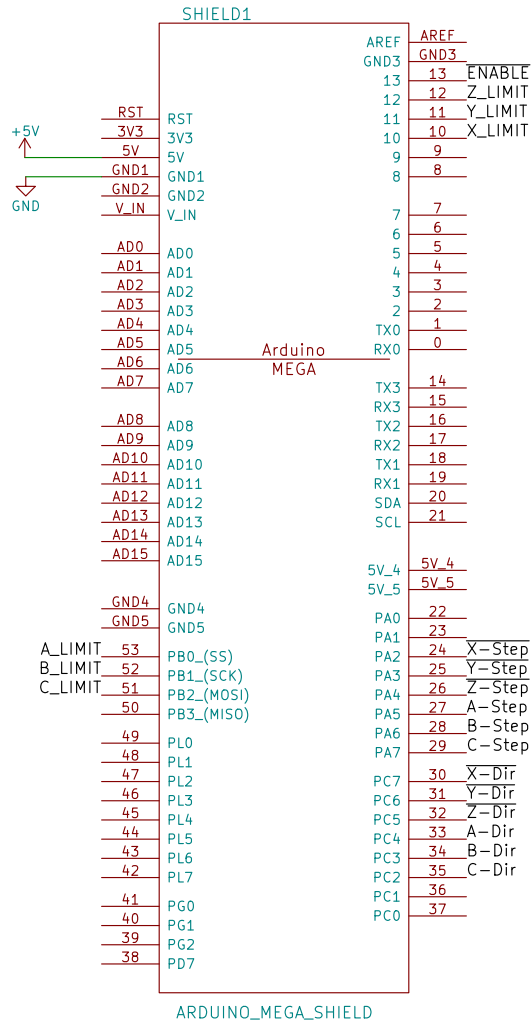 SHIELD1
AREF AREF
GND3 GND3
13 13 ENABLE
12 12 Z_LIMIT
RST RST 11 11 Y_LIMIT
+5V 3V3 3V3 10 10 X_LIMIT
5V 5V 9 9
GND1 GND1 8 8
GND GND2 GND2
V_IN V_IN 7 7
6 6
AD0 AD0 5 5
AD1 AD1 4 4
AD2 AD2 3 3
AD3 AD3 2 2
AD4 AD4 TX0 1
AD5 AD5 Arduino RX0 0
AD6 AD6 MEGA
AD7 AD7 TX3 14
RX3 15
AD8 AD8 TX2 16
AD9 AD9 RX2 17
AD10 AD10 TX1 18
AD11 AD11 RX1 19
AD12 AD12 SDA 20
AD13 AD13 SCL 21
AD14 AD14
AD15 AD15 5V_4 5V_4
5V_5 5V_5
GND4 GND4 PA0 22
GND5 GND5 PA1 23
A_LIMIT 53 PB0_(SS) PA2 24 X-Step
B_LIMIT 52 PB1_(SCK) PA3 25 Y-Step
C_LIMIT 51 PB2_(MOSI) PA4 26 Z-Step
50 PB3_(MISO) PA5 27 A-Step
49 PL0 PA6 28 B-Step
48 PL1 PA7 29 C-Step
47 PL2 PC7 30 X-Dir
46 PL3 PC6 31 Y-Dir
45 PL4 PC5 32 Z-Dir
44 PL5 PC4 33 A-Dir
43 PL6 PC3 34 B-Dir
42 PL7 PC2 35 C-Dir
41 PG0 PC1 36
40 PG1 PC0 37
39 PG2
38 PD7
ARDUINO_MEGA_SHIELD